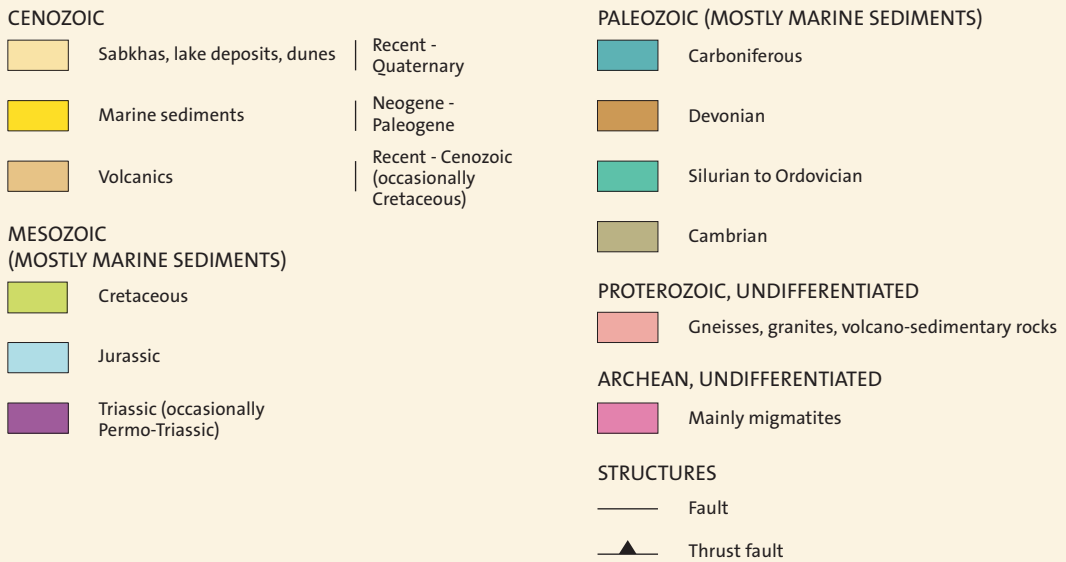 CENOZOIC
Sabkhas, lake deposits, dunes
Recent -
Quaternary
Marine sediments
Neogene -
Paleogene
Volcanics
Recent - Cenozoic
(occasionally
Cretaceous)
MESOZOIC
(MOSTLY MARINE SEDIMENTS)
Cretaceous
Jurassic
Triassic (occasionally
Permo-Triassic)
PALEOZOIC (MOSTLY MARINE SEDIMENTS)
Carboniferous
Devonian
Silurian to Ordovician
Cambrian
PROTEROZOIC, UNDIFFERENTIATED
Gneisses, granites, volcano-sedimentary rocks
ARCHEAN, UNDIFFERENTIATED
Mainly migmatites
STRUCTURES
Fault
Thrust fault